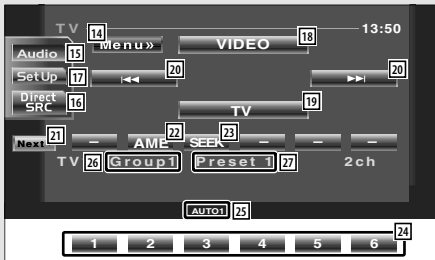 TV 13:50
14 Menu» VIDEO 18
Audio 15
20 20
Set Up 17 |◀◀ ▶▶|
Direct SRC 16
TV 19
21 22 23
Next – AME SEEK – – –
TV 26 Group1 Preset 1 27 2ch
AUTO1 25
24
1 2 3 4 5 6